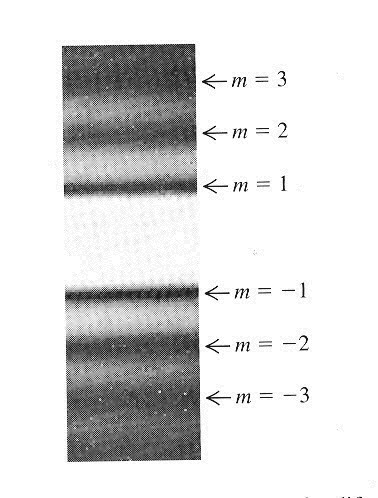 ← m = 3
← m = 2
← m = 1
← m = −1
← m = −2
← m = −3